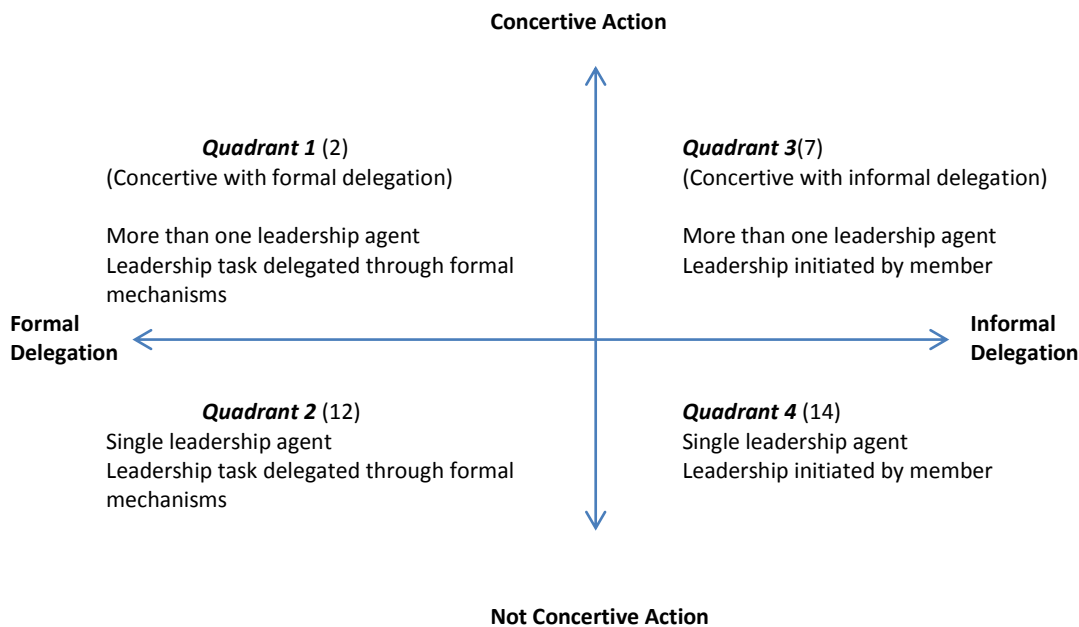 Concertive Action
Quadrant 1 (2)
(Concertive with formal delegation)
More than one leadership agent
Leadership task delegated through formal
mechanisms
Quadrant 3(7)
(Concertive with informal delegation)
More than one leadership agent
Leadership initiated by member
Formal
Delegation
Informal
Delegation
Quadrant 2 (12)
Single leadership agent
Leadership task delegated through formal
mechanisms
Quadrant 4 (14)
Single leadership agent
Leadership initiated by member
Not Concertive Action